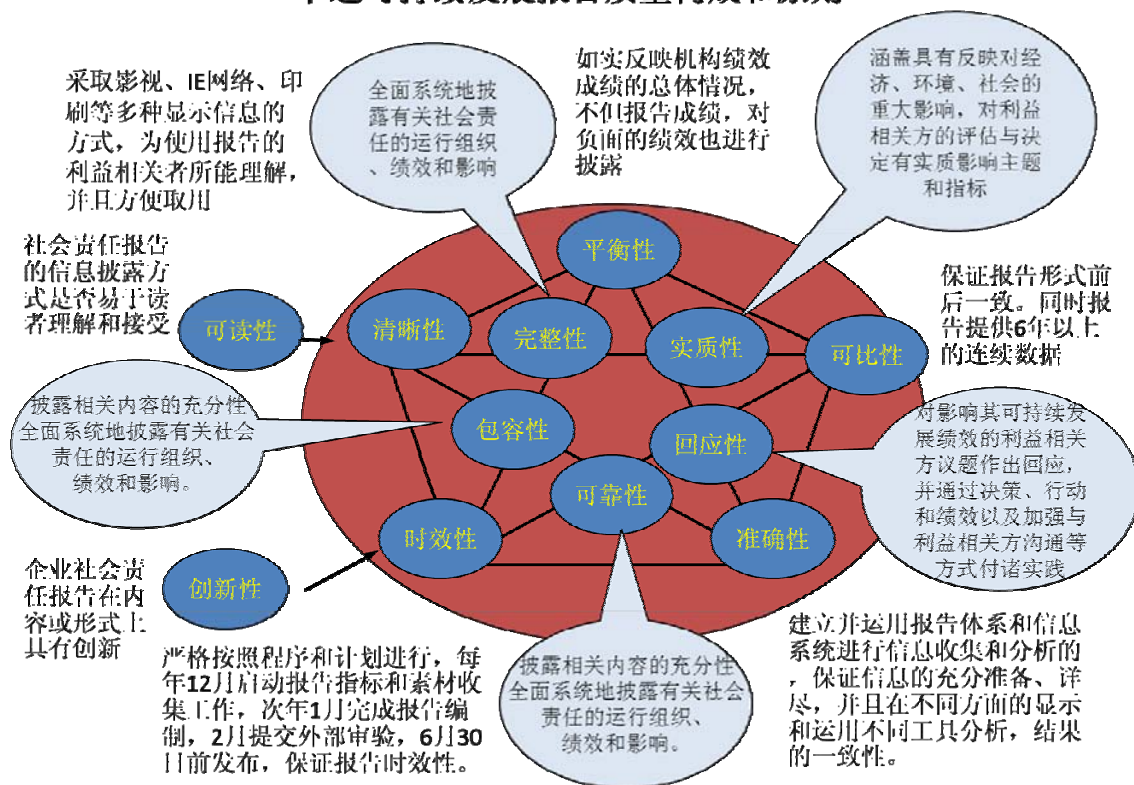 采取影视、IE网络、印
刷等多种显示信息的
方式，为使用报告的
利益相关者所能理解，
并且方便取用
全面系统地披
露有关社会责
任的运行组织
、绩效和影响
如实反映机构绩效
成绩的总体情况，
不但报告成绩，对
负面的绩效也进行
披露
涵盖具有反映对经
济、环境、社会的
重大影响，对利益
相关方的评估与决
定有实质影响主题
和指标
社会责任报告
的信息披露方
式是否易于读
者理解和接受
可读性
清晰性
完整性
平衡性
实质性
可比性
保证报告形式前
后一致。同时报
告提供6年以上
的连续数据
披露相关内容的充分性
全面系统地披露有关社会
责任的运行组织、
绩效和影响。
包容性
回应性
对影响其可持续发
展绩效的利益相关
方议题作出回应，
并通过决策、行动
和绩效以及加强与
利益相关方沟通等
方式付诸实践
可靠性
时效性
准确性
创新性
企业社会责
任报告在内
容或形式上
具有创新
严格按照程序和计划进行，每
年12月启动报告指标和素材收
集工作，次年1月完成报告编
制，2月提交外部审验，6月30
日前发布，保证报告时效性。
披露相关内容的充分性
全面系统地披露有关社会
责任的运行组织、
绩效和影响。
建立并运用报告体系和信息
系统进行信息收集和分析的
，保证信息的充分准备、详
尽，并且在不同方面的显示
和运用不同工具分析，结果
的一致性。